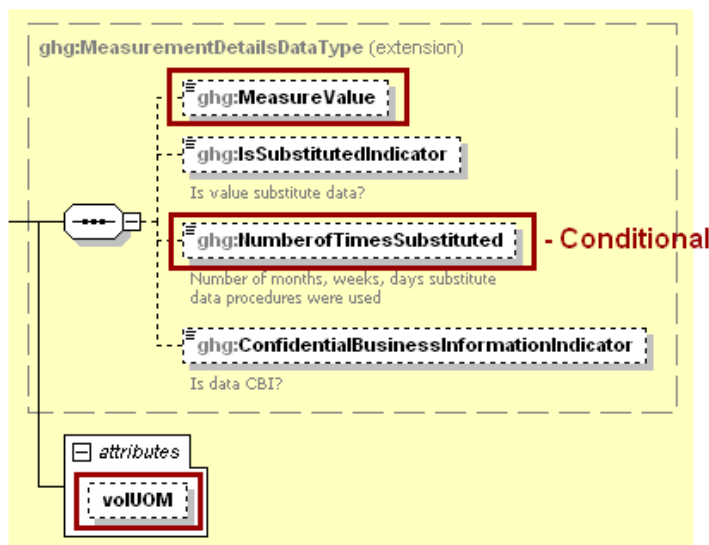 ghg:MeasurementDetailsDataType (extension)
ghg:MeasureValue
ghg:IsSubstitutedIndicator
Is value substitute data?
ghg:NumberofTimesSubstituted
- Conditional
Number of months, weeks, days substitute
data procedures were used
ghg:ConfidentialBusinessInformationIndicator
Is data CBI?
attributes
volUOM